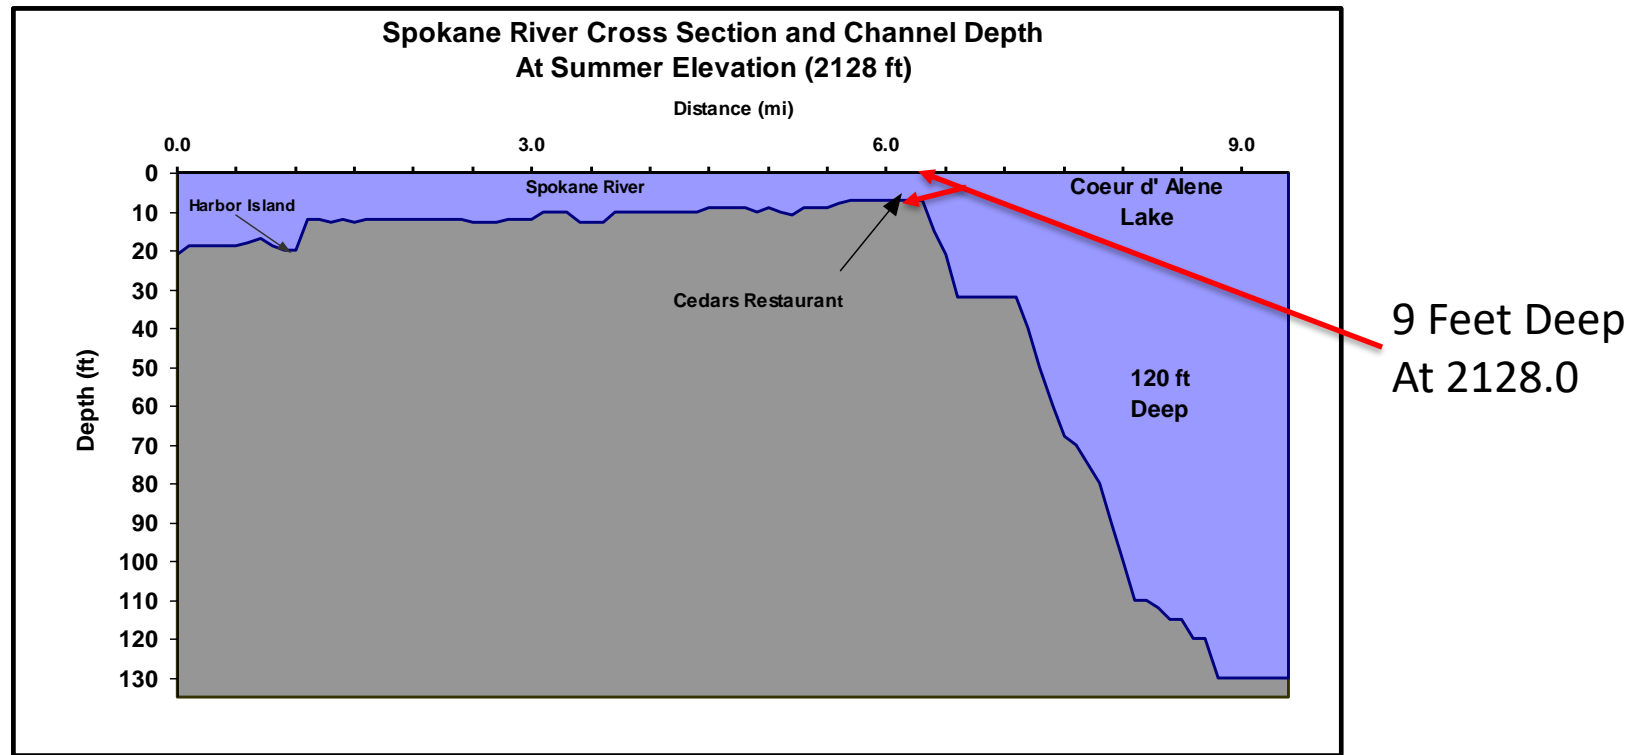 Spokane River Cross Section and Channel Depth
At Summer Elevation (2128 ft)
Distance (mi)
0.0 3.0 6.0 9.0
0
10
20
30
40
50
60
70
80
90
100
110
120
130
Depth (ft)
Harbor Island
Spokane River
Cedars Restaurant
Coeur d' Alene
Lake
120 ft
Deep
9 Feet Deep
At 2128.0